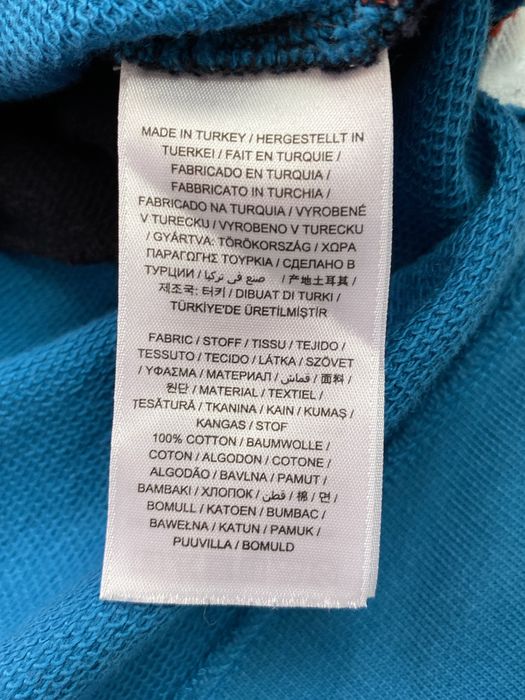 MADE IN TURKEY / HERGESTELLT IN
TUERKEI / FAIT EN TURQUIE /
FABRICADO EN TURQUIA /
FABBRICATO IN TURCHIA /
FABRICADO NA TURQUIA / VYROBENÉ
V TURECKU / VYROBENO V TURECKU
/ GYÁRTVA: TÖRÖKORSZÁG / ΧΩΡΑ
ΠΑΡΑΓΩΓΗΣ ΤΟΥΡΚΙΑ / СДЕЛАНО В
ТУРЦИИ / صنع في تركيا / 产地土耳其 /
제조국: 터키 / DIBUAT DI TURKI /
TÜRKİYE'DE ÜRETİLMİŞTİR
FABRIC / STOFF / TISSU / TEJIDO /
TESSUTO / TECIDO / LÁTKA / SZÖVET
/ ΥΦΑΣΜΑ / МАТЕРИАЛ / قماش / 面料 /
원단 / MATERIAL / TEXTIEL /
ȚESĂTURĂ / TKANINA / KAIN / KUMAŞ /
KANGAS / STOF
100% COTTON / BAUMWOLLE /
COTON / ALGODON / COTONE /
ALGODÃO / BAVLNA / PAMUT /
ΒΑΜΒΑΚΙ / ХЛОПОК / قطن / 棉 / 면 /
BOMULL / KATOEN / BUMBAC /
BAWEŁNA / KATUN / PAMUK /
PUUVILLA / BOMULD